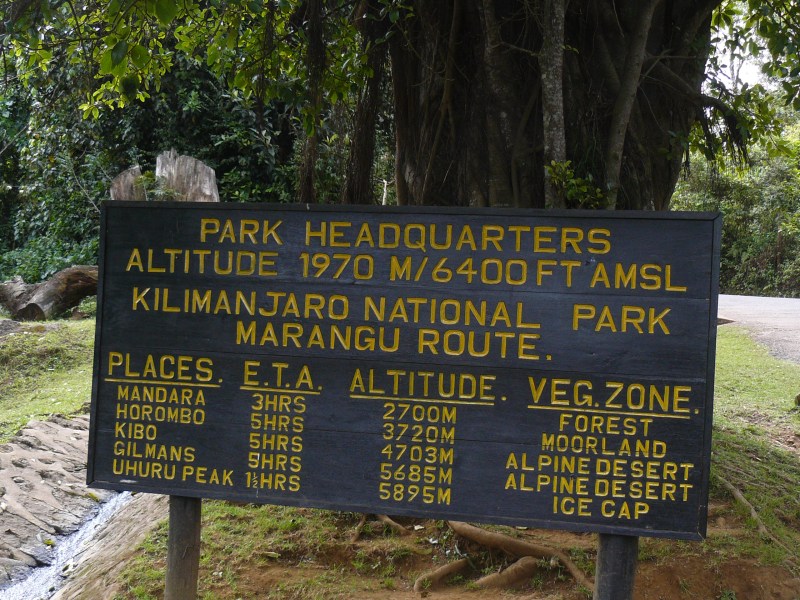 PARK HEADQUARTERS
ALTITUDE 1970 M/6400 FT AMSL
KILIMANJARO NATIONAL PARK
MARANGU ROUTE.
PLACES. E.T.A. ALTITUDE. VEG.ZONE.
MANDARA 3HRS 2700M FOREST
HOROMBO 5HRS 3720M MOORLAND
KIBO 5HRS 4703M ALPINE DESERT
GILMANS 5HRS 5685M ALPINE DESERT
UHURU PEAK 1½HRS 5895M ICE CAP